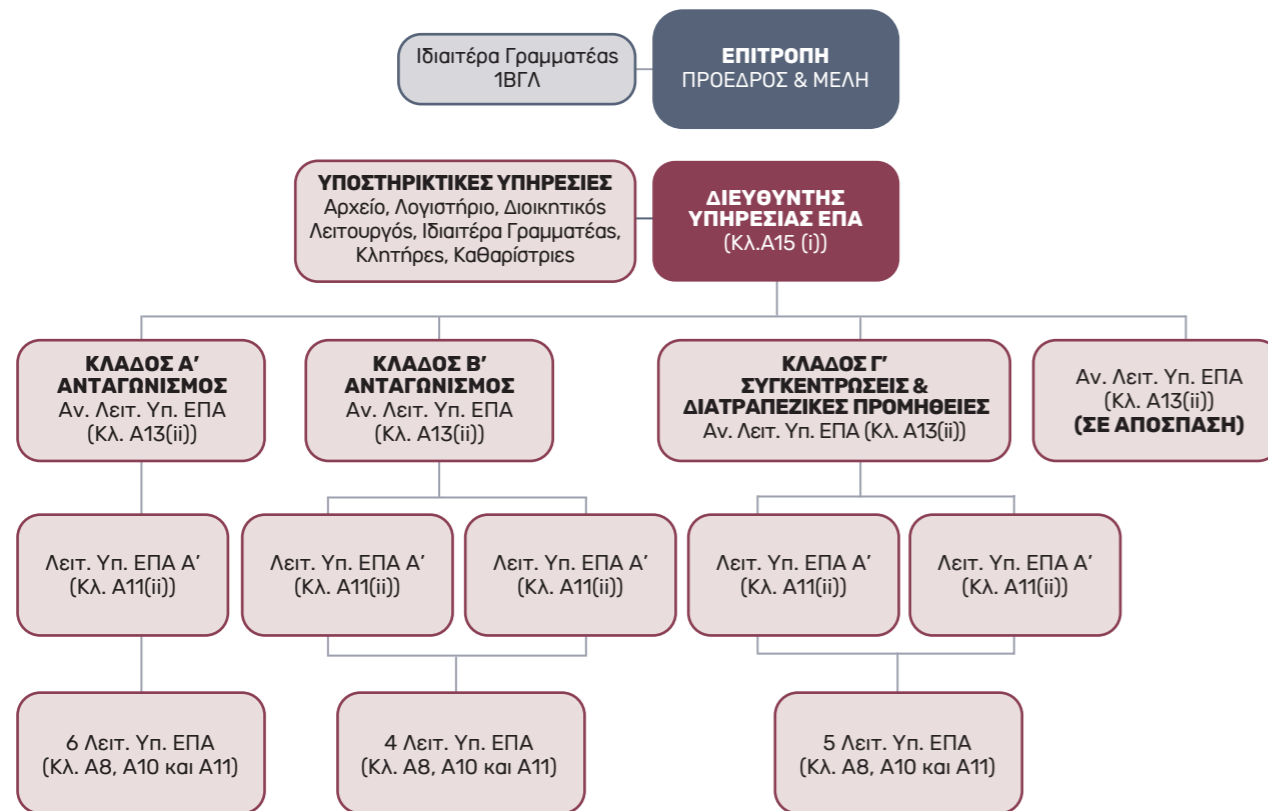 Ιδιαιτέρα Γραμματέας
1ΒΓΛ
ΕΠΙΤΡΟΠΗ
ΠΡΟΕΔΡΟΣ & ΜΕΛΗ
ΥΠΟΣΤΗΡΙΚΤΙΚΕΣ ΥΠΗΡΕΣΙΕΣ
Αρχείο, Λογιστήριο, Διοικητικός
Λειτουργός, Ιδιαιτέρα Γραμματέας,
Κλητήρες, Καθαρίστριες
ΔΙΕΥΘΥΝΤΗΣ
ΥΠΗΡΕΣΙΑΣ ΕΠΑ
(Κλ.Α15 (i))
ΚΛΑΔΟΣ Α’
ΑΝΤΑΓΩΝΙΣΜΟΣ
Αν. Λειτ. Υπ. ΕΠΑ
(Κλ. Α13(ii))
ΚΛΑΔΟΣ Β’
ΑΝΤΑΓΩΝΙΣΜΟΣ
Αν. Λειτ. Υπ. ΕΠΑ
(Κλ. Α13(ii))
ΚΛΑΔΟΣ Γ’
ΣΥΓΚΕΝΤΡΩΣΕΙΣ &
ΔΙΑΤΡΑΠΕΖΙΚΕΣ ΠΡΟΜΗΘΕΙΕΣ
Αν. Λειτ. Υπ. ΕΠΑ (Κλ. Α13(ii))
Αν. Λειτ. Υπ. ΕΠΑ
(Κλ. Α13(ii))
(ΣΕ ΑΠΟΣΠΑΣΗ)
Λειτ. Υπ. ΕΠΑ Α’
(Κλ. Α11(ii))
Λειτ. Υπ. ΕΠΑ Α’
(Κλ. Α11(ii))
Λειτ. Υπ. ΕΠΑ Α’
(Κλ. Α11(ii))
Λειτ. Υπ. ΕΠΑ Α’
(Κλ. Α11(ii))
Λειτ. Υπ. ΕΠΑ Α’
(Κλ. Α11(ii))
6 Λειτ. Υπ. ΕΠΑ
(Κλ. Α8, Α10 και Α11)
4 Λειτ. Υπ. ΕΠΑ
(Κλ. Α8, Α10 και Α11)
5 Λειτ. Υπ. ΕΠΑ
(Κλ. Α8, Α10 και Α11)